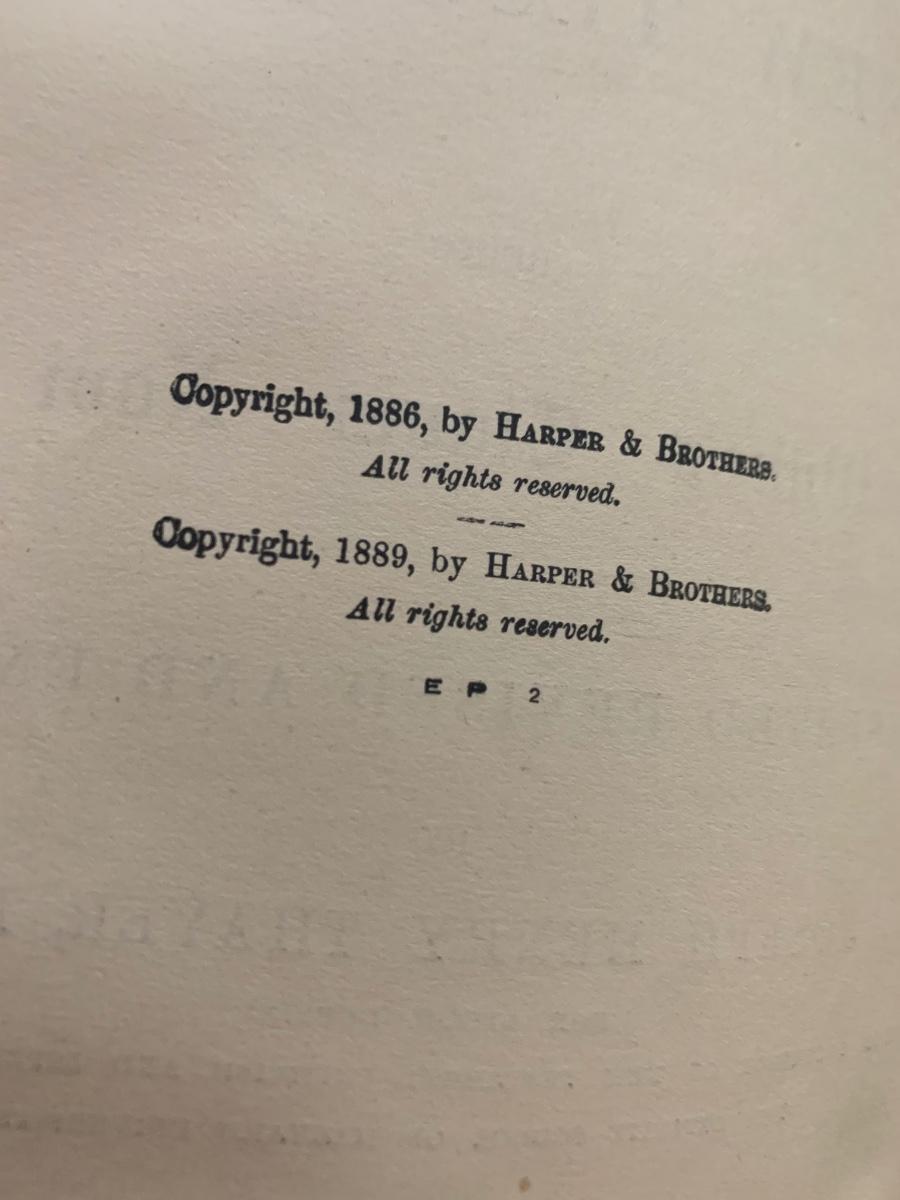 Copyright, 1886, by HARPER & BROTHERS.
All rights reserved.
Copyright, 1889, by HARPER & BROTHERS.
All rights reserved.
E P 2